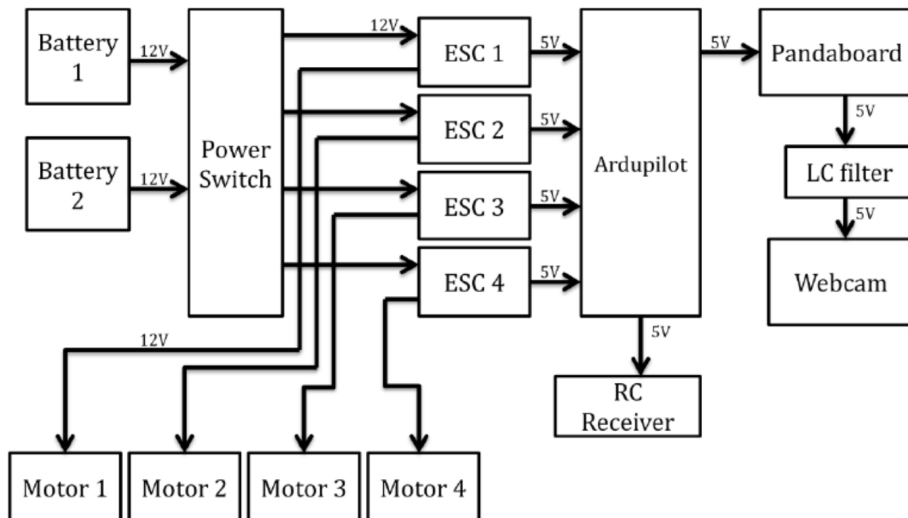 Battery
1
12V
Battery
2
12V
Power
Switch
12V
ESC 1
5V
ESC 2
5V
ESC 3
5V
ESC 4
5V
Ardupilot
5V
Pandaboard
5V
LC filter
5V
Webcam
5V
RC
Receiver
12V
Motor 1
Motor 2
Motor 3
Motor 4